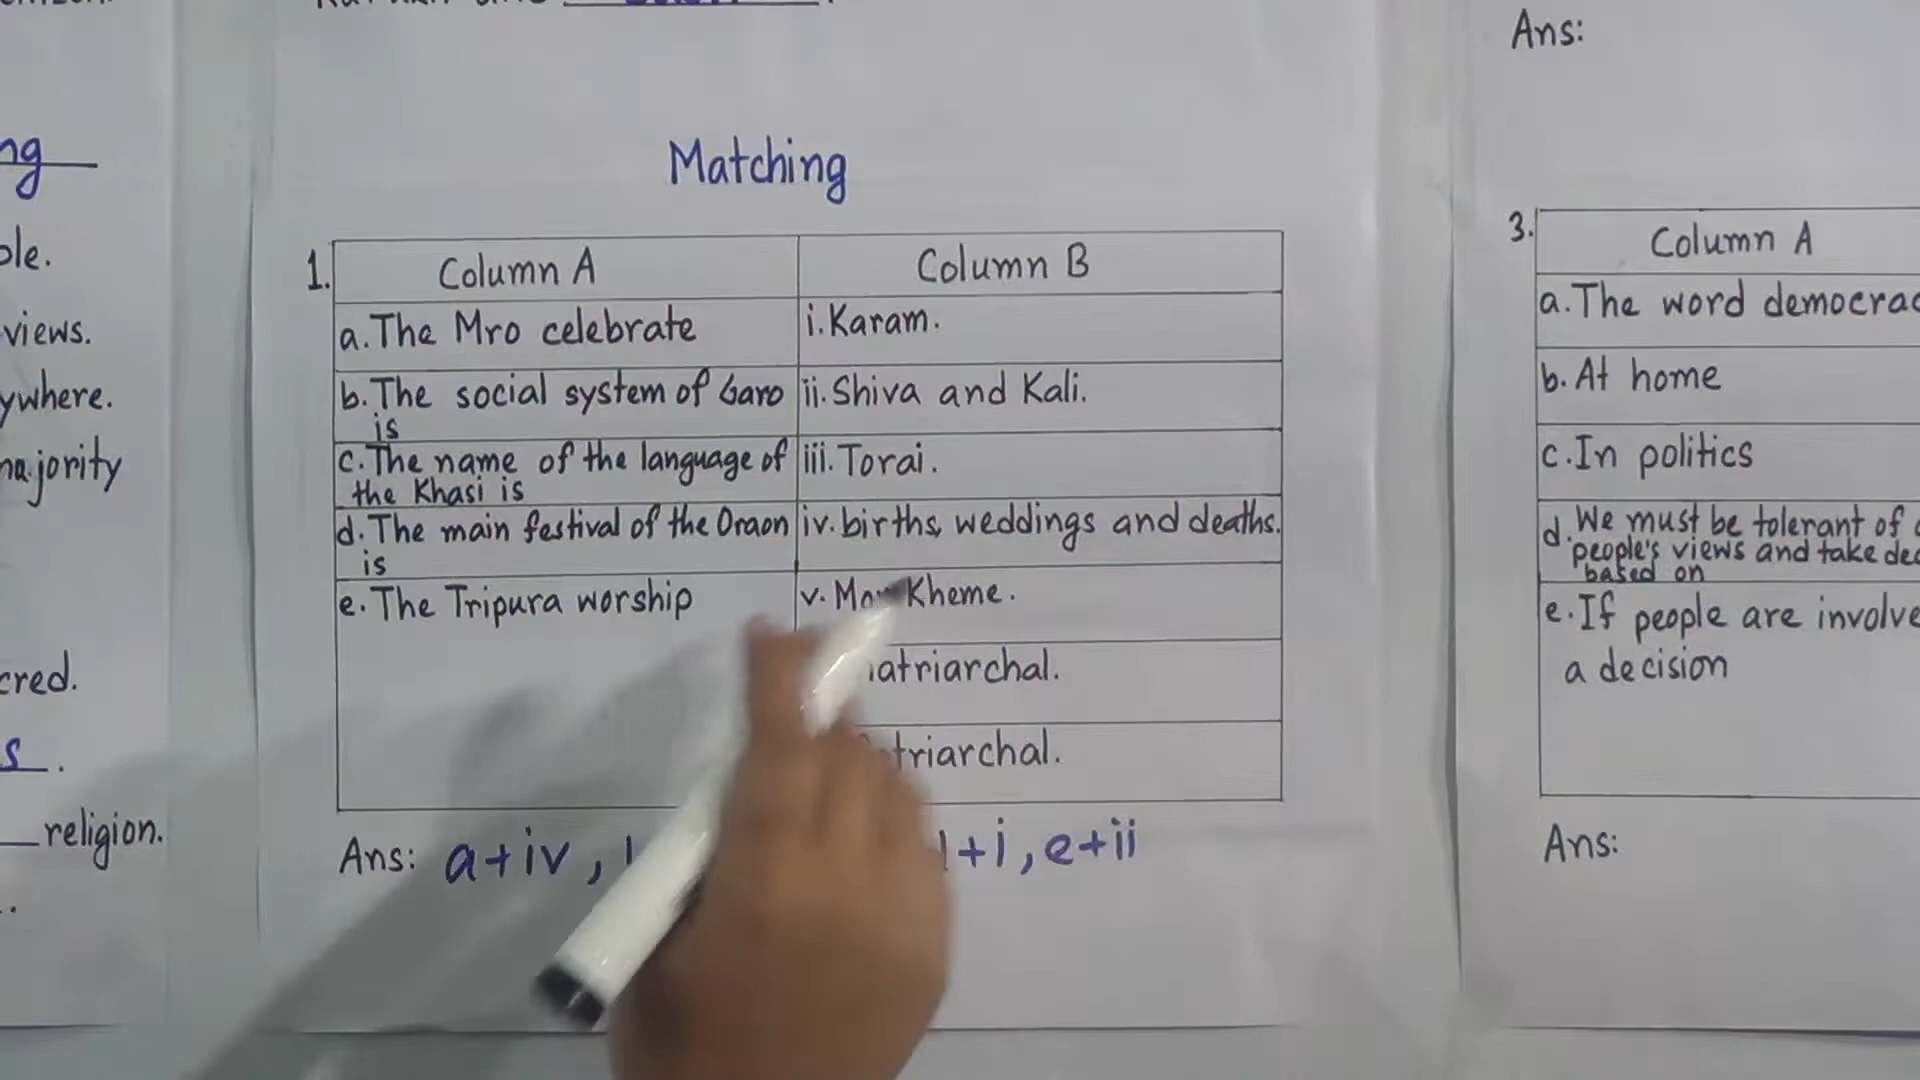 Ans:
ng
Matching
ple.
views.
ywhere.
majority
cred.
s.
religion.
1.
Column A
Column B
a. The Mro celebrate
i. Karam.
b. The social system of Garo
is
ii. Shiva and Kali.
c. The name of the language of
the Khasi is
iii. Torai.
d. The main festival of the Oraon
is
iv. births, weddings and deaths.
e. The Tripura worship
v. Kheme.
atriarchal.
triarchal.
Ans: a+iv, +i, e+ii
3.
Column A
a. The word democrac
b. At home
c. In politics
d. We must be tolerant of
people's views and take dec
based on
e. If people are involve
a decision
Ans: